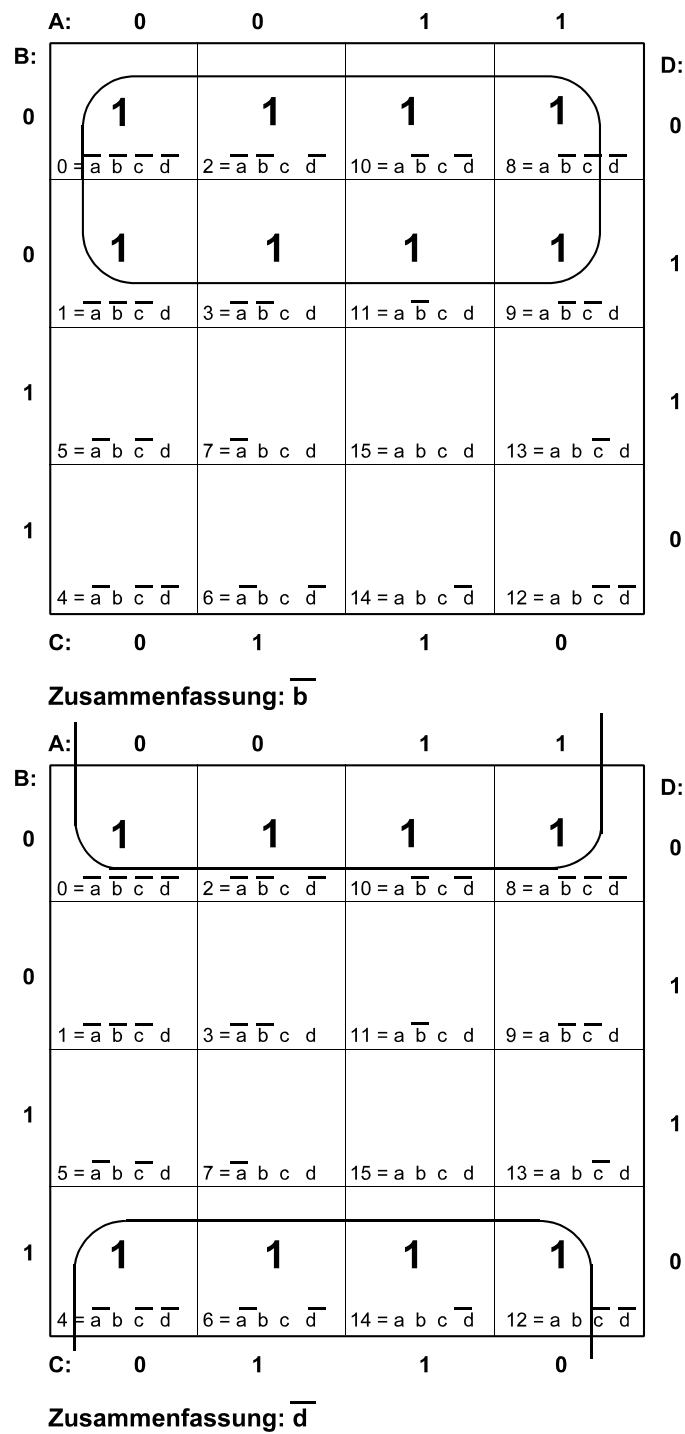 A: 0 0 1 1
B: D:
0 1 1 1 1 0
0 = a̅ b̅ c̅ d̅ 2 = a̅ b̅ c d̅ 10 = a b̅ c d̅ 8 = a b̅ c̅ d̅
0 1 1 1 1 1
1 = a̅ b̅ c̅ d 3 = a̅ b̅ c d 11 = a b̅ c d 9 = a b̅ c̅ d
1 1
5 = a̅ b c̅ d 7 = a̅ b c d 15 = a b c d 13 = a b c̅ d
1 0
4 = a̅ b c̅ d̅ 6 = a̅ b c d̅ 14 = a b c d̅ 12 = a b c̅ d̅
C: 0 1 1 0
Zusammenfassung: b̅
A: 0 0 1 1
B: D:
0 1 1 1 1 0
0 = a̅ b̅ c̅ d̅ 2 = a̅ b̅ c d̅ 10 = a b̅ c d̅ 8 = a b̅ c̅ d̅
0 1
1 = a̅ b̅ c̅ d 3 = a̅ b̅ c d 11 = a b̅ c d 9 = a b̅ c̅ d
1 1
5 = a̅ b c̅ d 7 = a̅ b c d 15 = a b c d 13 = a b c̅ d
1 1 1 1 1 0
4 = a̅ b c̅ d̅ 6 = a̅ b c d̅ 14 = a b c d̅ 12 = a b c̅ d̅
C: 0 1 1 0
Zusammenfassung: d̅